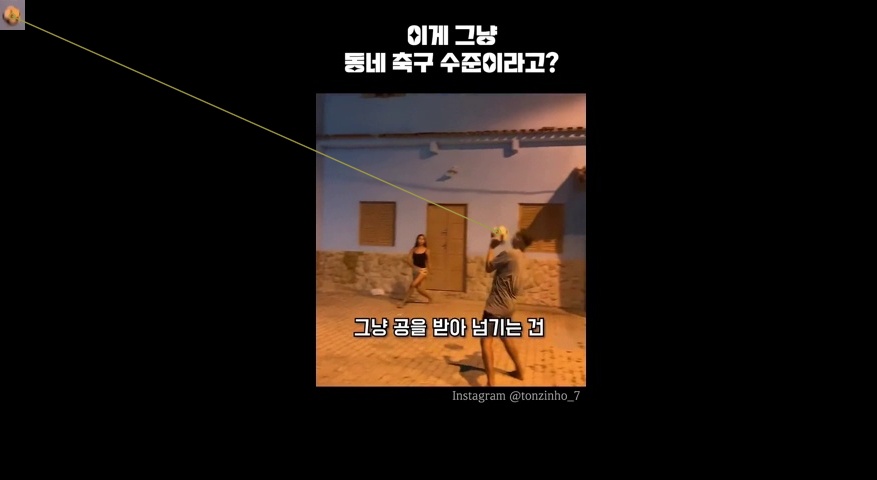 이게 그냥
동네 축구 수준이라고?
그냥 공을 받아 넘기는 건
Instagram @tonzinho_7